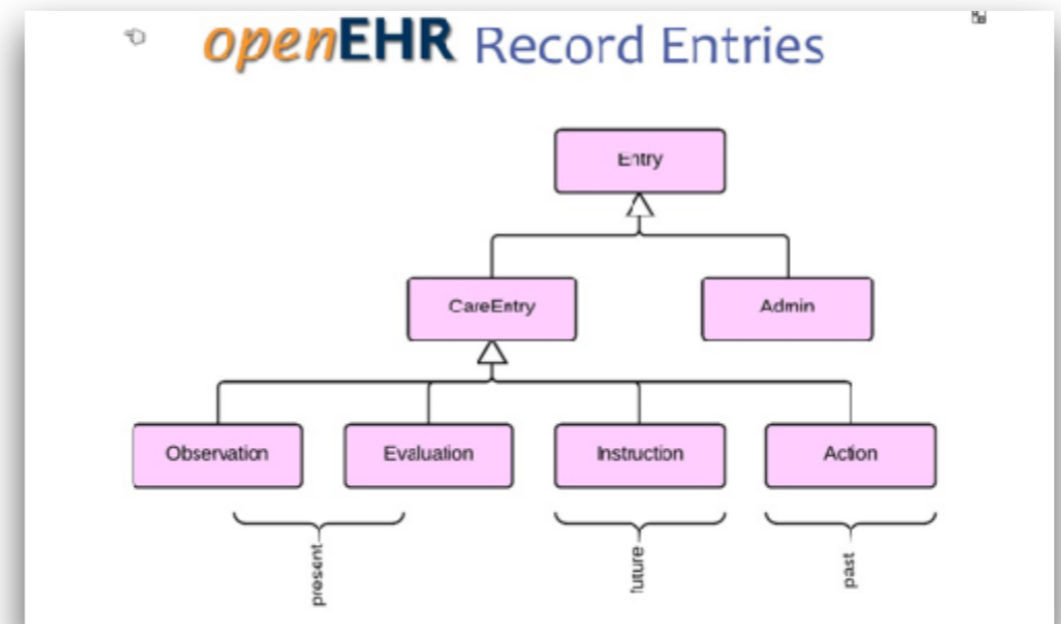 openEHR Record Entries
Entry
CareEntry
Admin
Observation
Evaluation
Instruction
Action
present
future
past